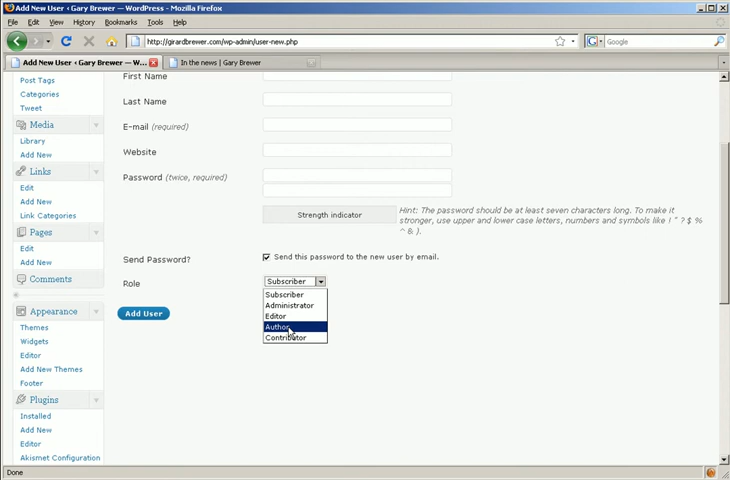 Add New User ‹ Gary Brewer — WordPress - Mozilla Firefox
File Edit View History Bookmarks Tools Help
http://girardbrewer.com/wp-admin/user-new.php
Google
Add New User ‹ Gary Brewer — W...
In the news | Gary Brewer
Post Tags
Categories
Tweet
Media
Library
Add New
Links
Edit
Add New
Link Categories
Pages
Edit
Add New
Comments
Appearance
Themes
Widgets
Editor
Add New Themes
Footer
Plugins
Installed
Add New
Editor
Akismet Configuration
First Name
Last Name
E-mail (required)
Website
Password (twice, required)
Strength indicator
Hint: The password should be at least seven characters long. To make it
stronger, use upper and lower case letters, numbers and symbols like ! " ? $ %
^ & ).
Send Password?
Send this password to the new user by email.
Role
Subscriber
Subscriber
Administrator
Editor
Author
Contributor
Add User
Done